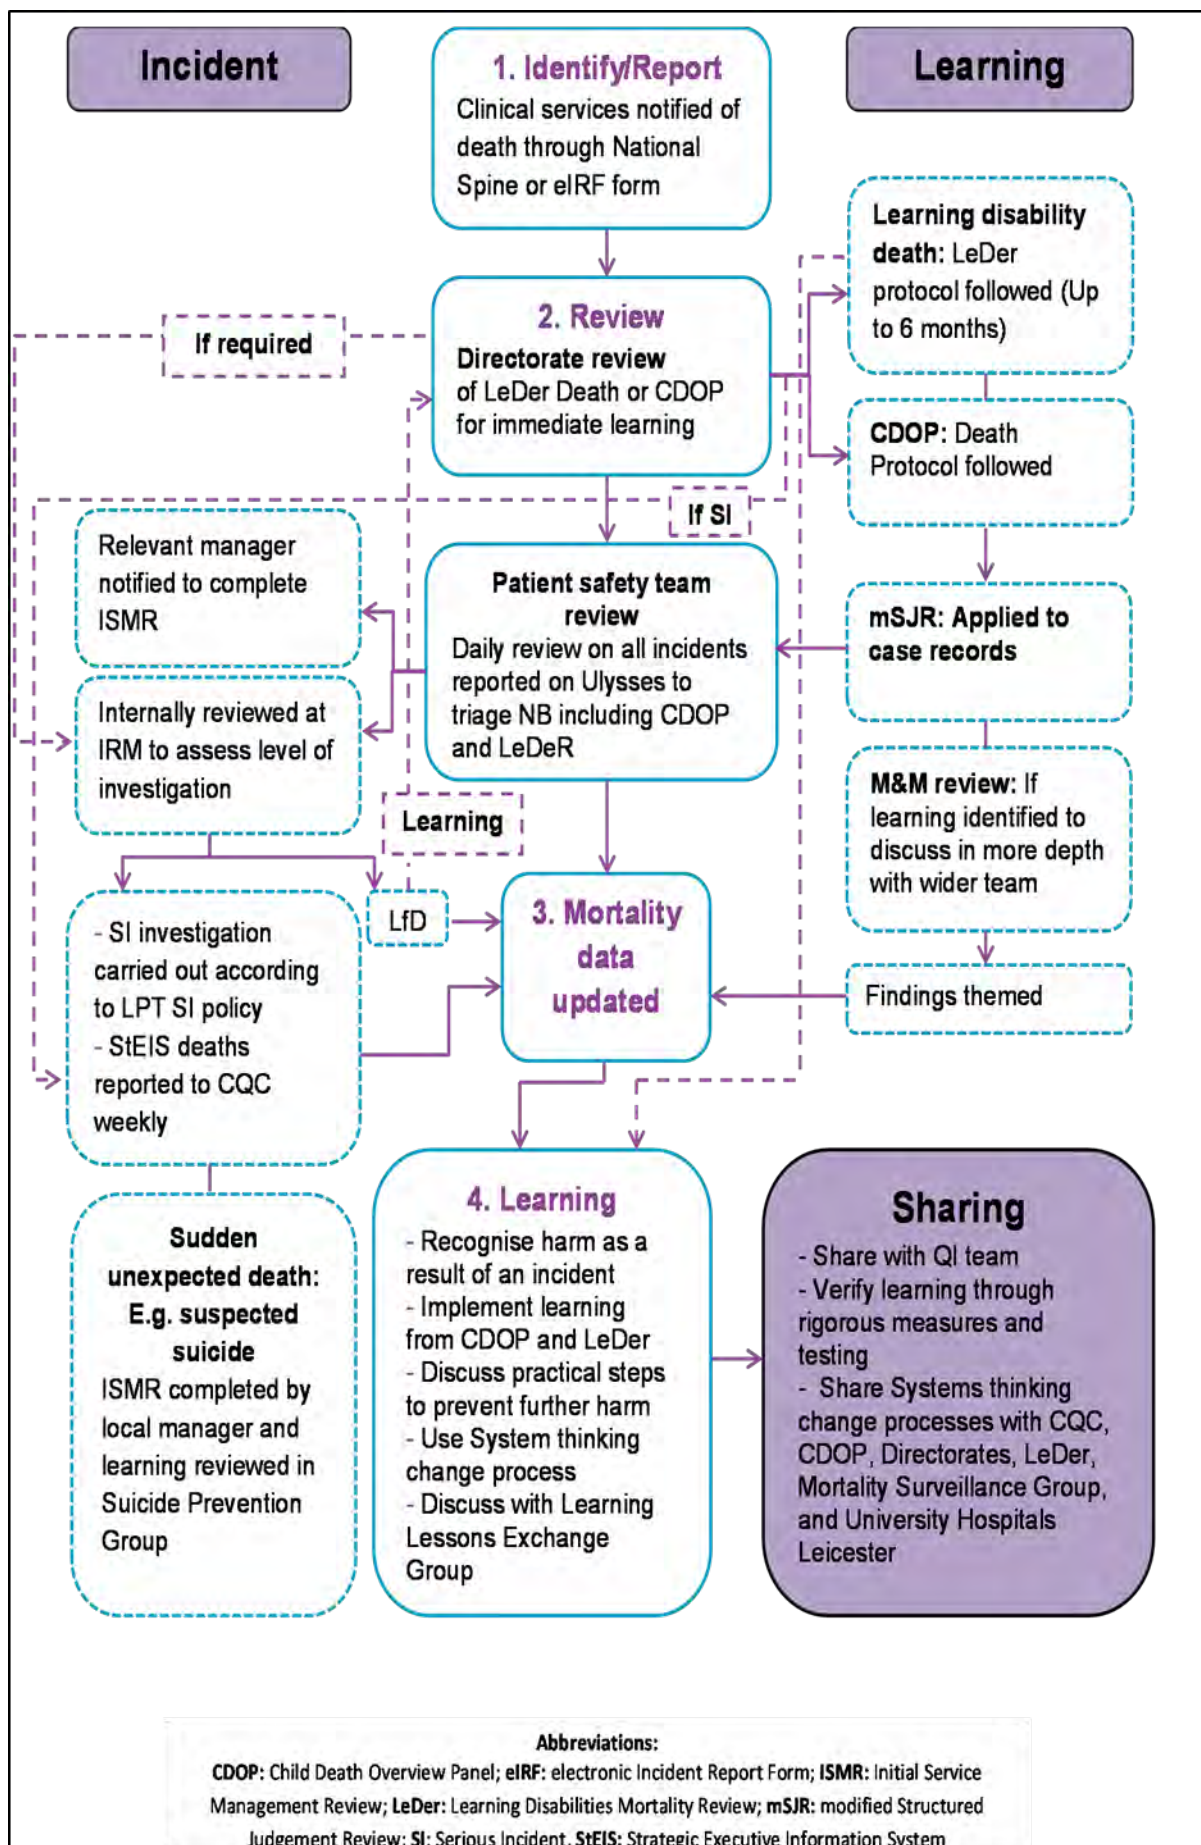 Incident
1. Identify/Report
Clinical services notified of
death through National
Spine or eIRF form
Learning
Learning disability
death: LeDer
protocol followed (Up
to 6 months)
If required
2. Review
Directorate review
of LeDer Death or CDOP
for immediate learning
CDOP: Death
Protocol followed
If SI
Relevant manager
notified to complete
ISMR
Patient safety team
review
Daily review on all incidents
reported on Ulysses to
triage NB including CDOP
and LeDeR
mSJR: Applied to
case records
Internally reviewed at
IRM to assess level of
investigation
M&M review: If
learning identified to
discuss in more depth
with wider team
Learning
LfD
3. Mortality
data
updated
Findings themed
- SI investigation
carried out according
to LPT SI policy
- StEIS deaths
reported to CQC
weekly
Sudden
unexpected death:
E.g. suspected
suicide
ISMR completed by
local manager and
learning reviewed in
Suicide Prevention
Group
4. Learning
- Recognise harm as a
result of an incident
- Implement learning
from CDOP and LeDer
- Discuss practical steps
to prevent further harm
- Use System thinking
change process
- Discuss with Learning
Lessons Exchange
Group
Sharing
- Share with QI team
- Verify learning through
rigorous measures and
testing
- Share Systems thinking
change processes with CQC,
CDOP, Directorates, LeDer,
Mortality Surveillance Group,
and University Hospitals
Leicester
Abbreviations:
CDOP: Child Death Overview Panel; eIRF: electronic Incident Report Form; ISMR: Initial Service
Management Review; LeDer: Learning Disabilities Mortality Review; mSJR: modified Structured
Judgement Review; SI: Serious Incident, StEIS: Strategic Executive Information System